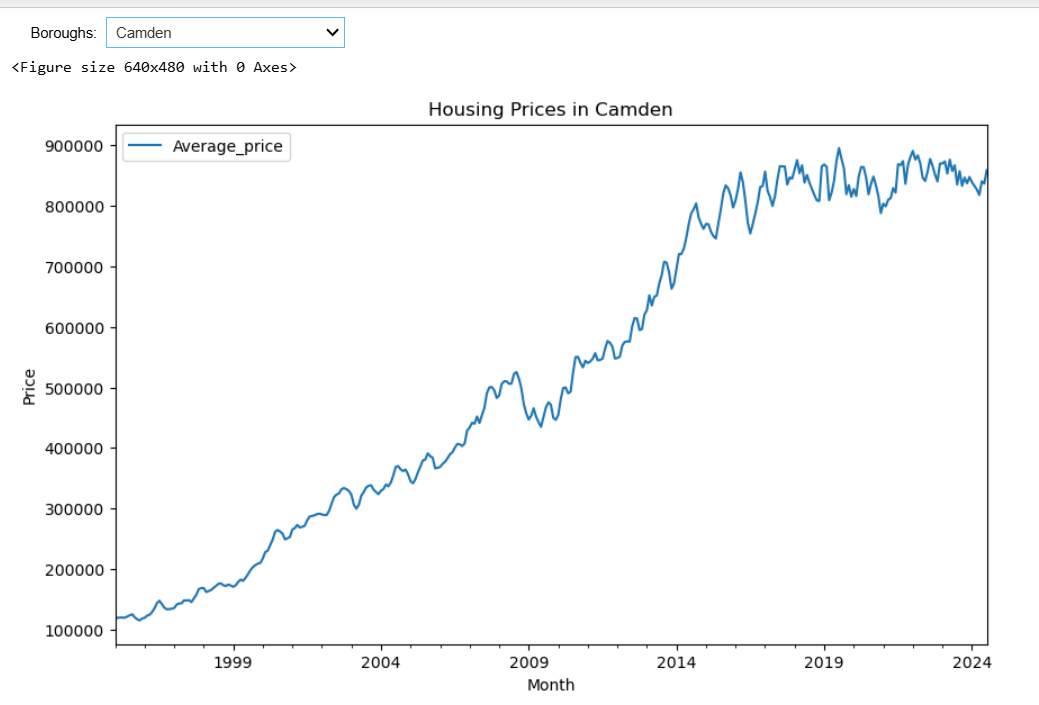 Boroughs: Camden
<Figure size 640x480 with 0 Axes>
Housing Prices in Camden
Average_price
900000
800000
700000
600000
500000
400000
300000
200000
100000
Price
1999 2004 2009 2014 2019 2024
Month